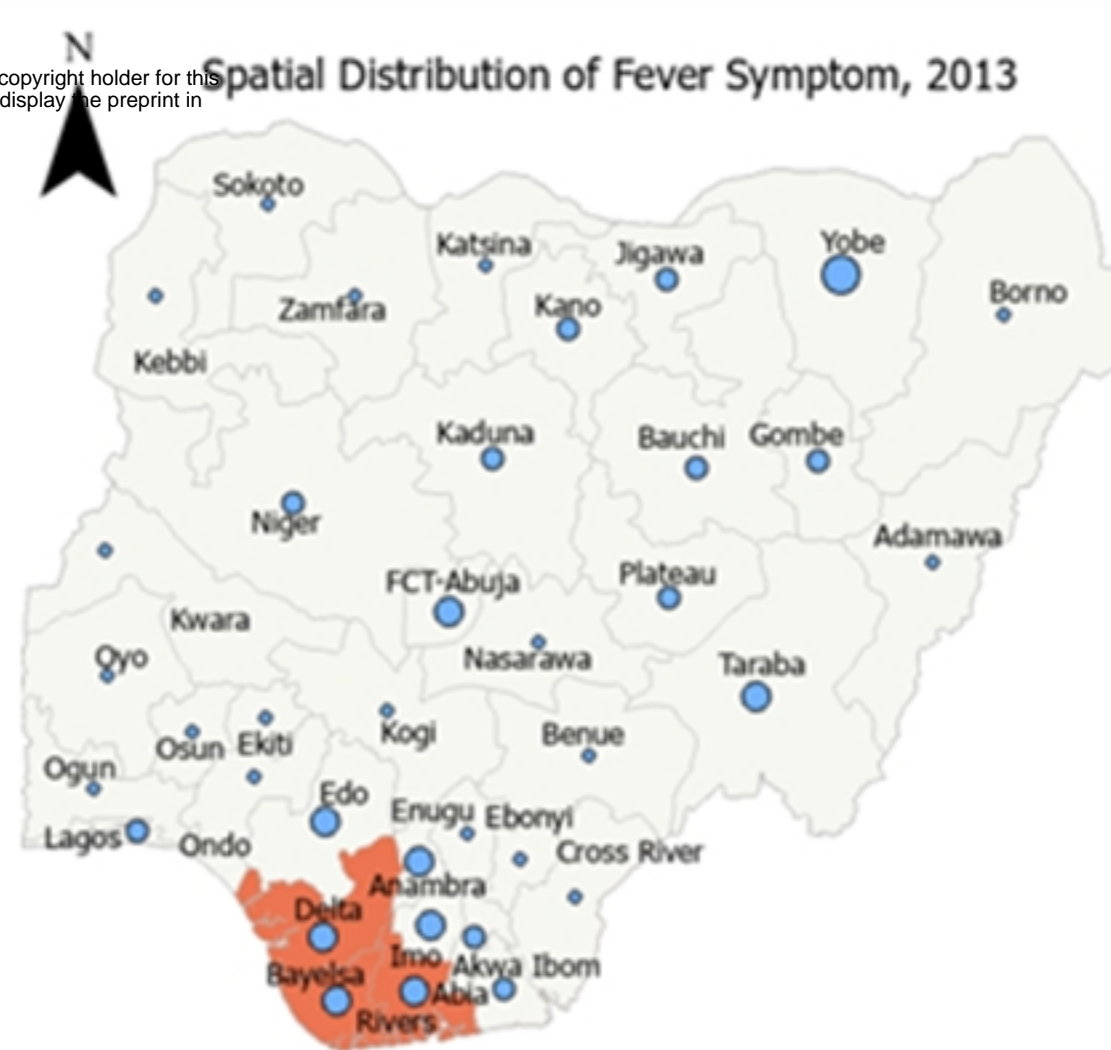 N
copyright holder for this
display the preprint in
Spatial Distribution of Fever Symptom, 2013
Sokoto
Katsina
Jigawa
Yobe
Borno
Zamfara
Kano
Kebbi
Kaduna
Bauchi
Gombe
Niger
Adamawa
FCT-Abuja
Plateau
Kwara
Nasarawa
Oyo
Taraba
Kogi
Benue
Osun
Ekiti
Ogun
Edo
Enugu
Ebonyi
Lagos
Ondo
Cross River
Anambra
Delta
Imo
Akwa Ibom
Bayelsa
Abia
Rivers